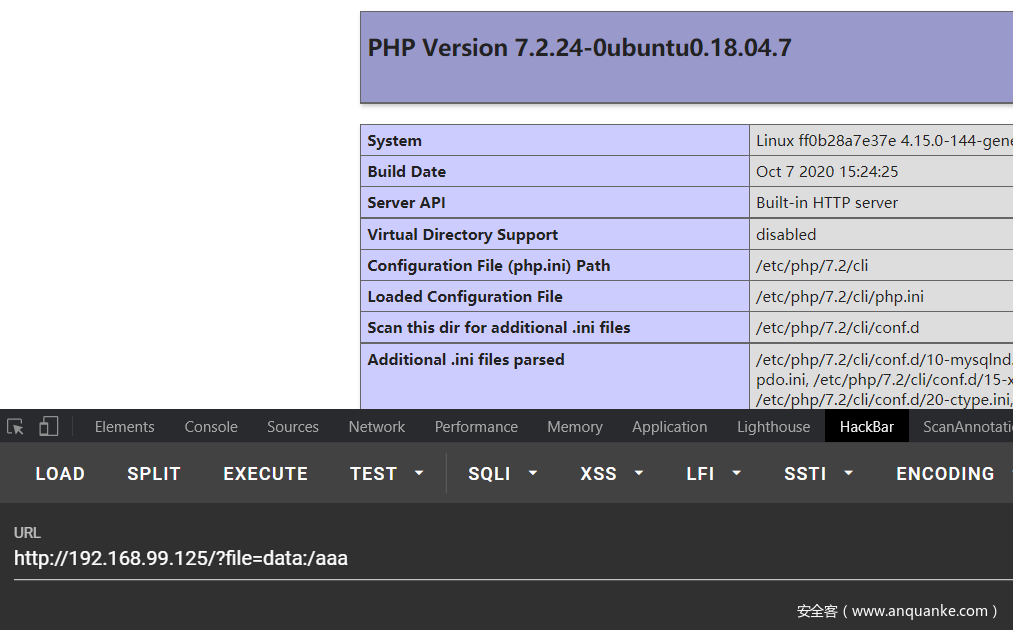 PHP Version 7.2.24-0ubuntu0.18.04.7
System Linux ff0b28a7e37e 4.15.0-144-gene
Build Date Oct 7 2020 15:24:25
Server API Built-in HTTP server
Virtual Directory Support disabled
Configuration File (php.ini) Path /etc/php/7.2/cli
Loaded Configuration File /etc/php/7.2/cli/php.ini
Scan this dir for additional .ini files /etc/php/7.2/cli/conf.d
Additional .ini files parsed /etc/php/7.2/cli/conf.d/10-mysqlnd.
pdo.ini, /etc/php/7.2/cli/conf.d/15-x
/etc/php/7.2/cli/conf.d/20-ctype.ini,
Elements Console Sources Network Performance Memory Application Lighthouse HackBar ScanAnnotati
LOAD SPLIT EXECUTE TEST SQLI XSS LFI SSTI ENCODING
URL
http://192.168.99.125/?file=data:/aaa
安全客（www.anquanke.com）